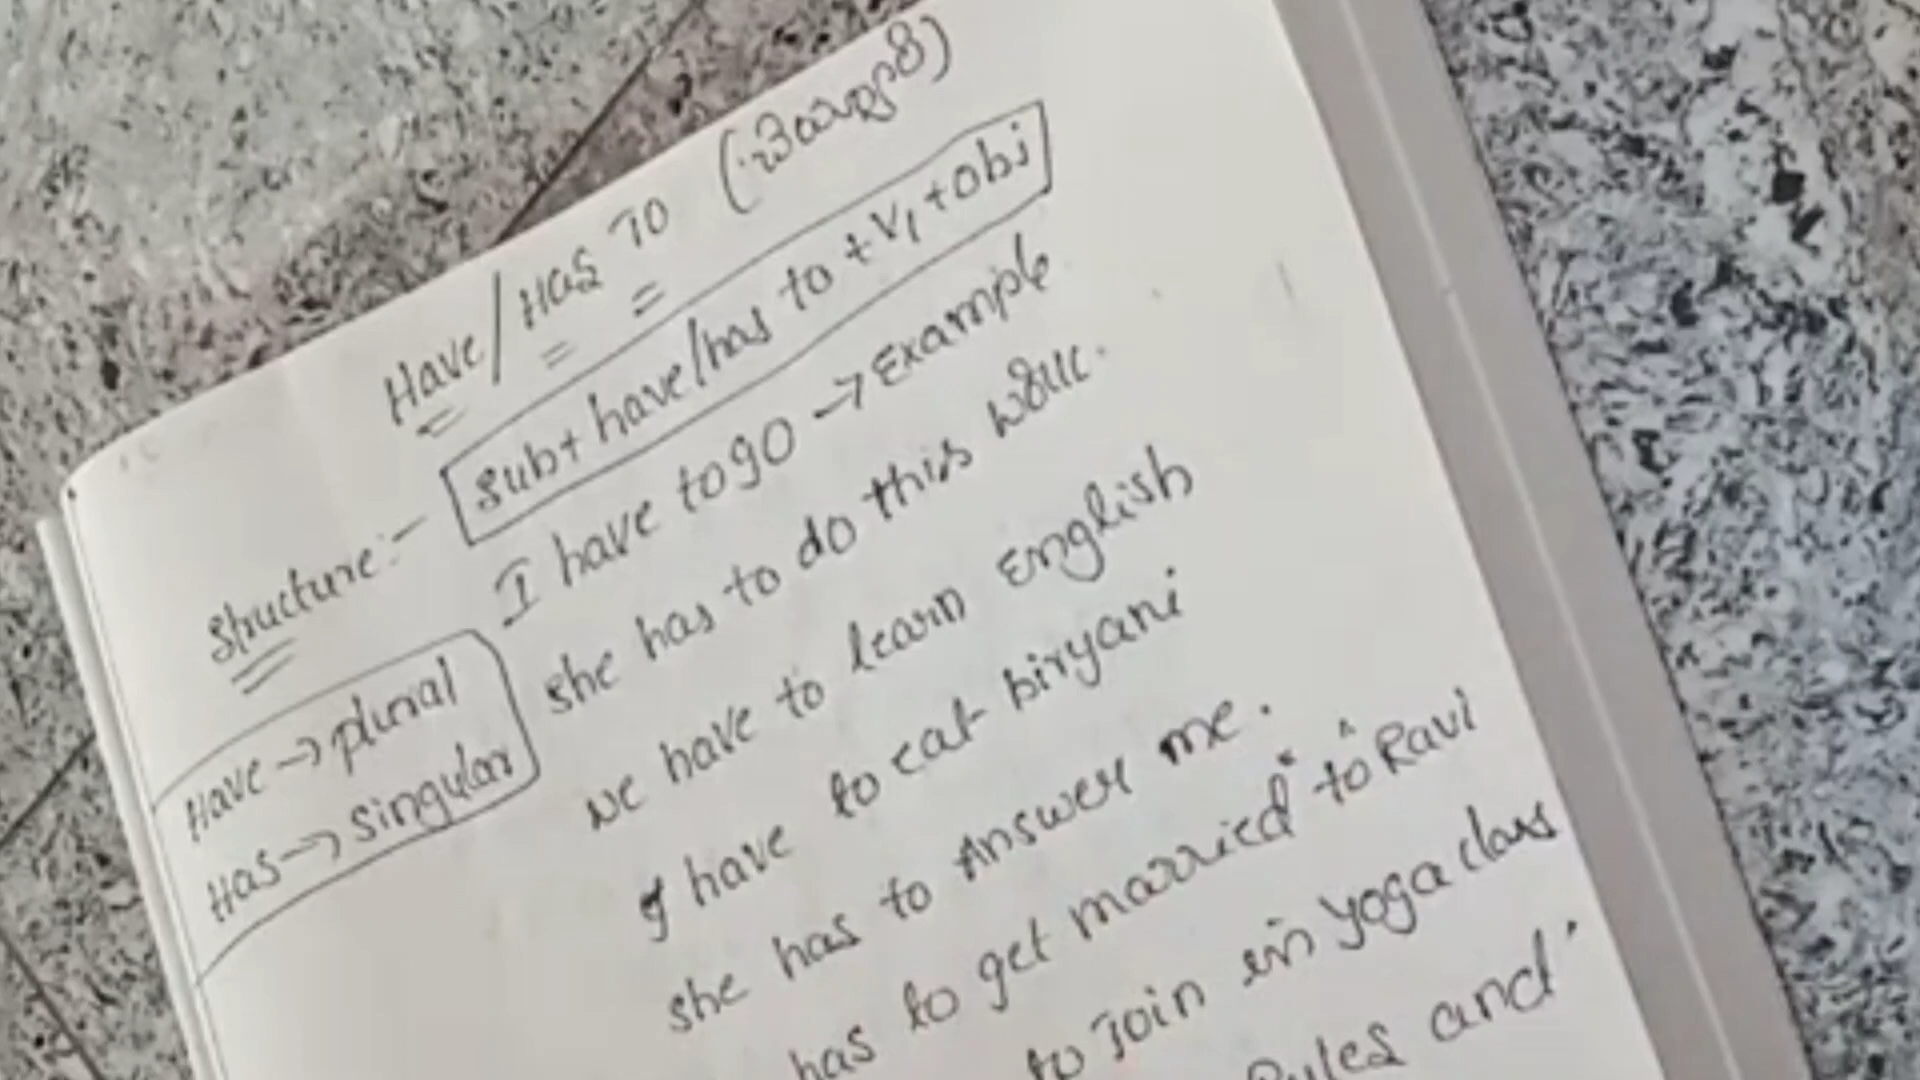 Have/Has To (చేయాలి)
Structure:- sub+ have/has to + V1 + obj
I have to go → Example
Have → plural
Has → singular
she has to do this work.
we have to learn English
I have to eat biryani
she has to Answer me.
has to get married to Ravi
to Join in yoga class
Rules and